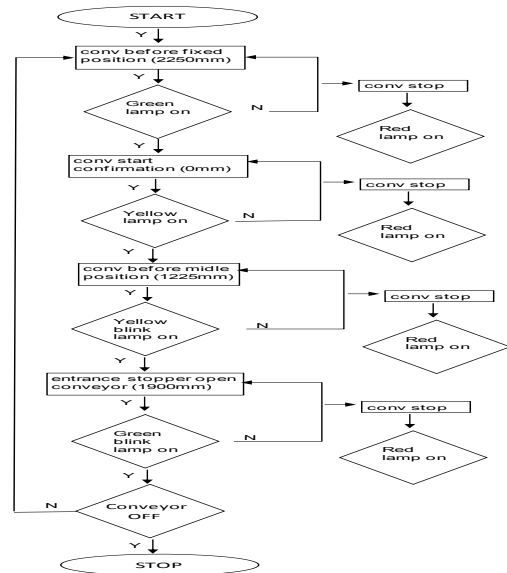 START
Y
conv before fixed
position (2250mm)
Y
Green
lamp on
N
conv stop
Red
lamp on
Y
conv start
confirmation (0mm)
Y
Yellow
lamp on
N
conv stop
Red
lamp on
Y
conv before midle
position (1225mm)
Y
Yellow
blink
lamp on
N
conv stop
Red
lamp on
Y
entrance stopper open
conveyor (1900mm)
Y
Green
blink
lamp on
N
conv stop
Red
lamp on
Y
Conveyor
OFF
N
Y
STOP